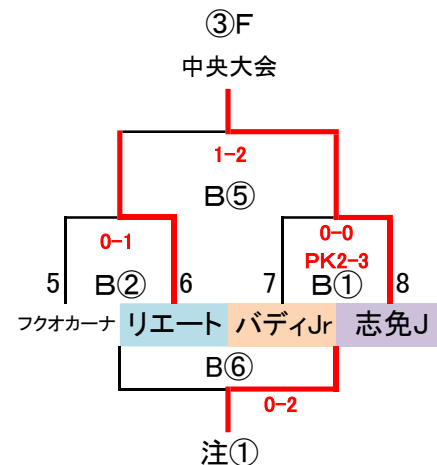 ③F
中央大会
1-2
B⑤
0-1
0-0
PK2-3
5 B② 6 7 B① 8
フクオカーナ リエート バディJr 志免J
B⑥
0-2
注①